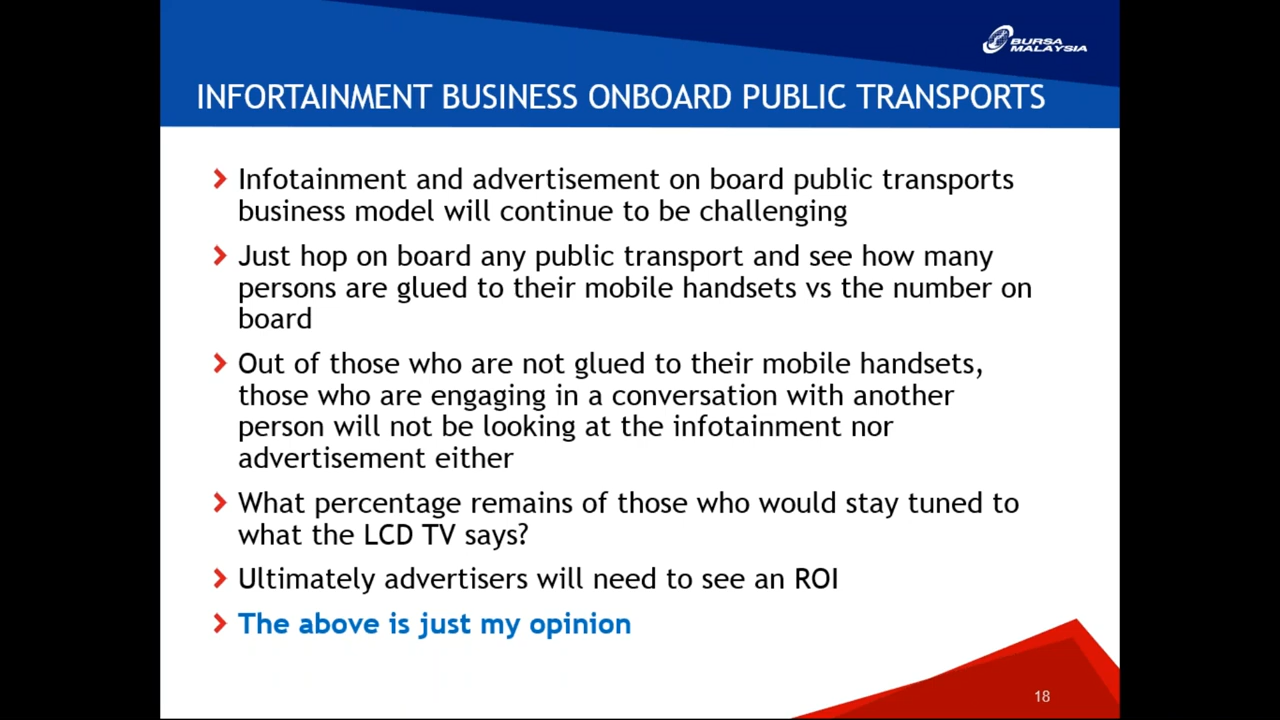 BURSA
MALAYSIA
INFORTAINMENT BUSINESS ONBOARD PUBLIC TRANSPORTS
Infotainment and advertisement on board public transports
business model will continue to be challenging
Just hop on board any public transport and see how many
persons are glued to their mobile handsets vs the number on
board
Out of those who are not glued to their mobile handsets,
those who are engaging in a conversation with another
person will not be looking at the infotainment nor
advertisement either
What percentage remains of those who would stay tuned to
what the LCD TV says?
Ultimately advertisers will need to see an ROI
The above is just my opinion
18